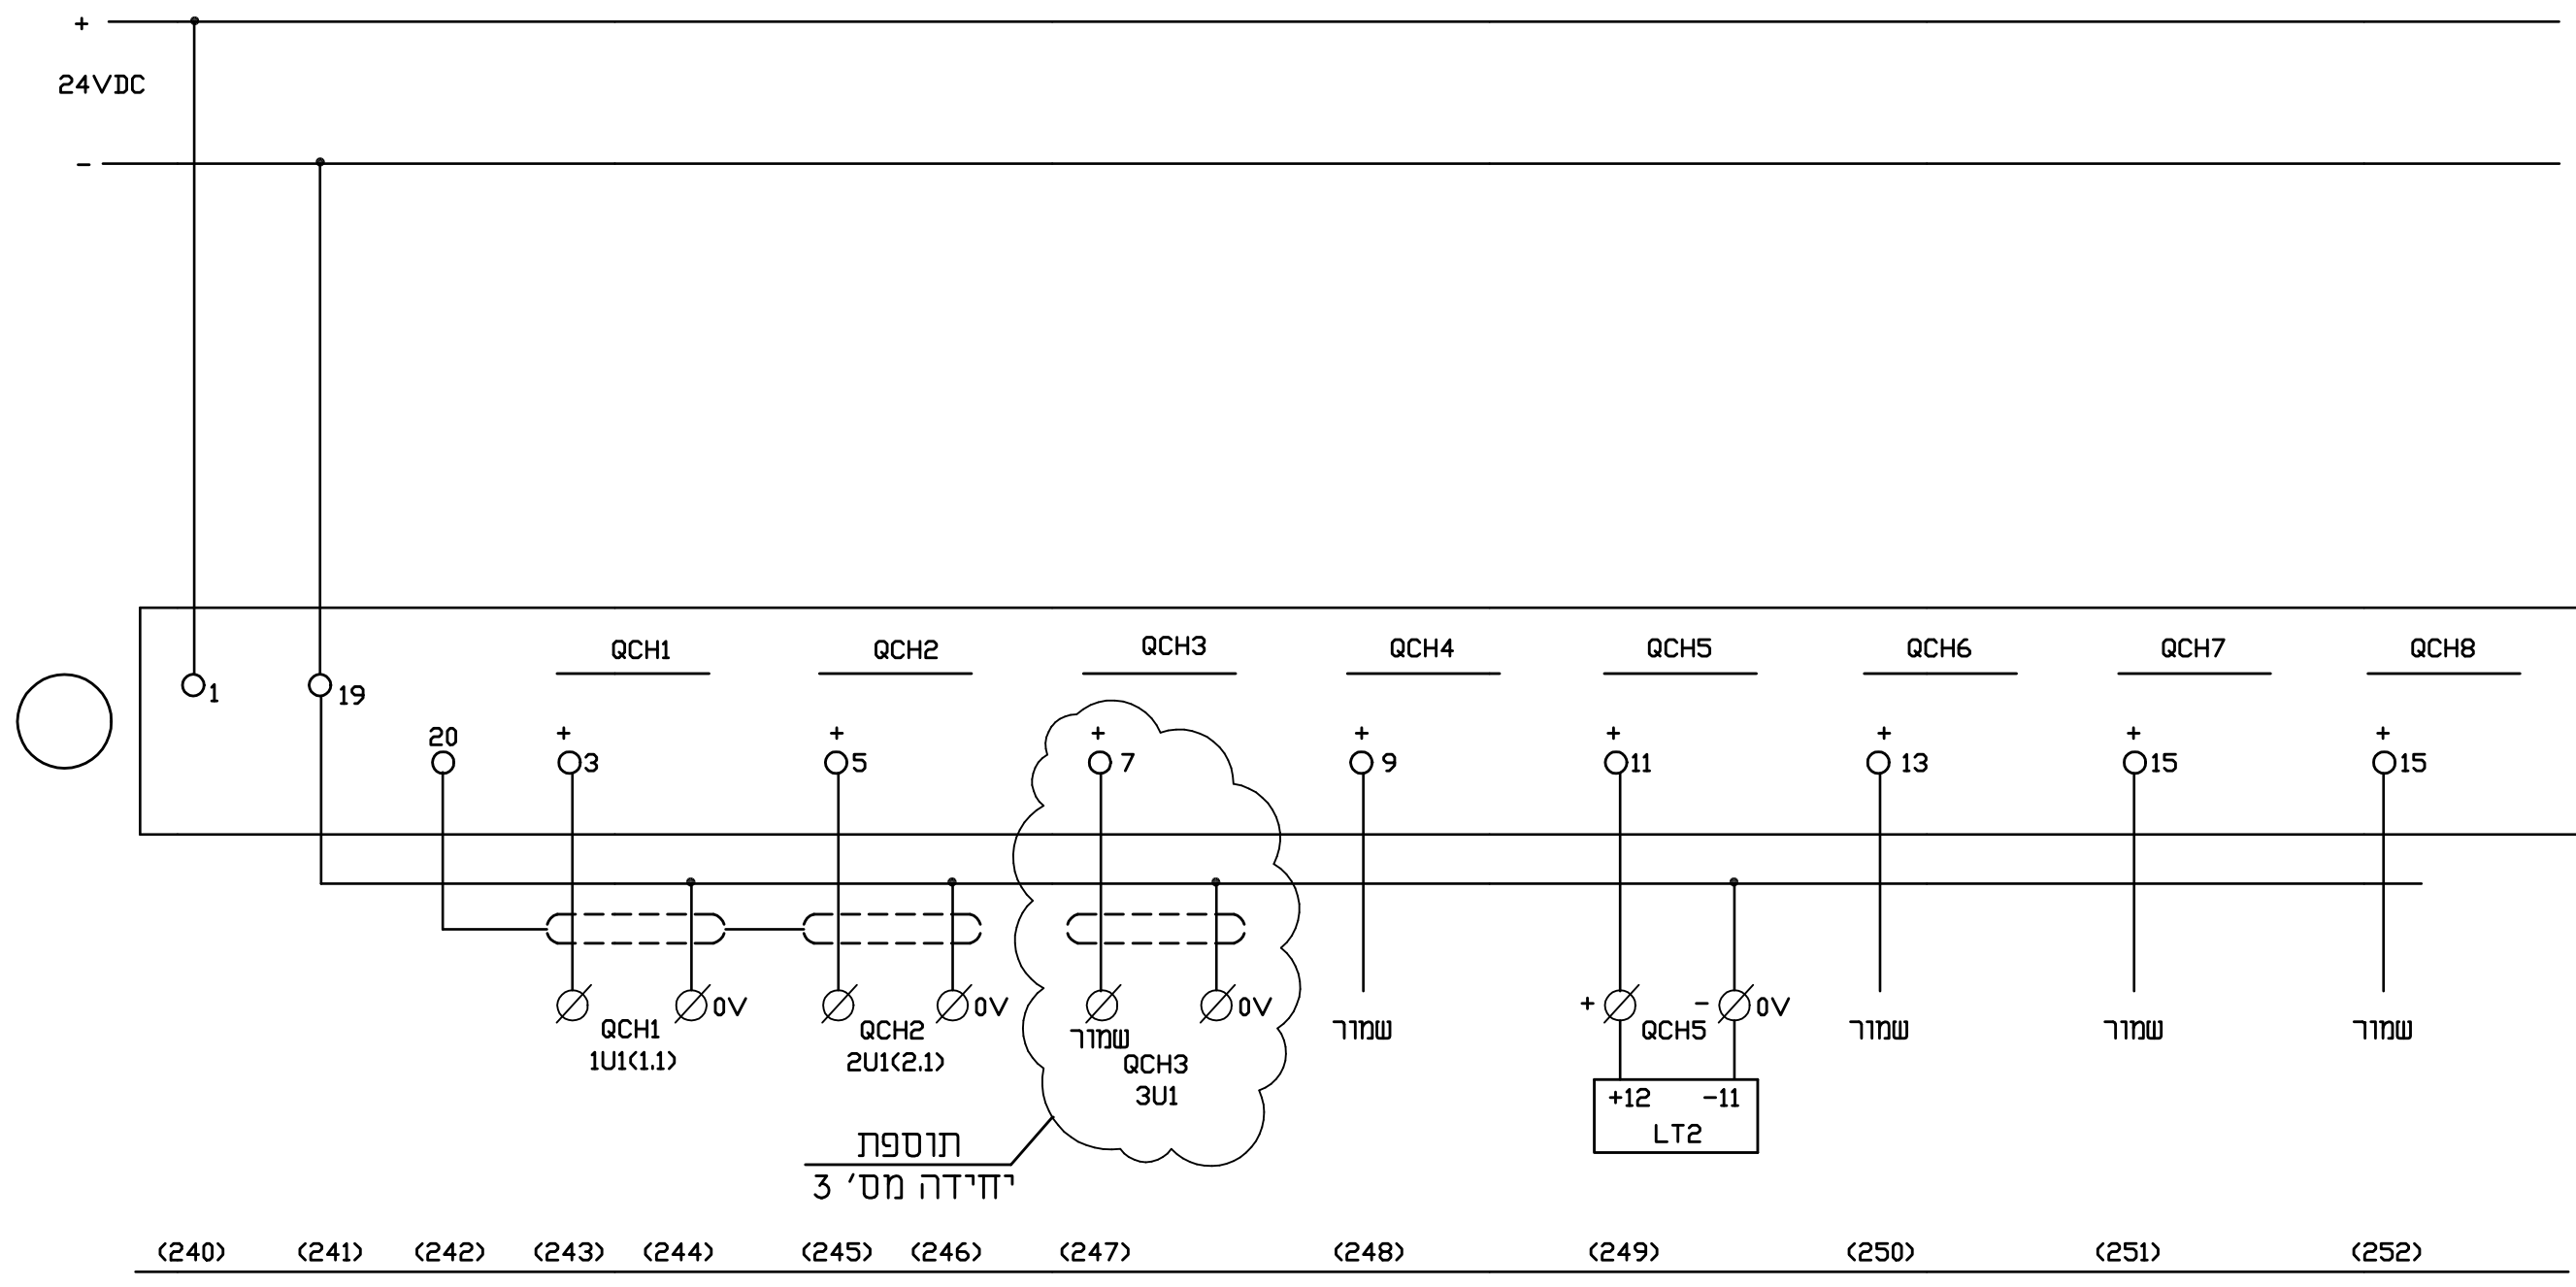 +
24VDC
-
QCH1 QCH2 QCH3 QCH4 QCH5 QCH6 QCH7 QCH8
1 19
20 + + + + + + + +
3 5 7 9 11 13 15 15
0V 0V 0V + - 0V
QCH1 QCH2 שמור שמור QCH5 שמור שמור שמור
1U1(1.1) 2U1(2.1) QCH3
3U1
+12 -11
LT2
תוספת
יחידה מס' 3
(240) (241) (242) (243) (244) (245) (246) (247) (248) (249) (250) (251) (252)